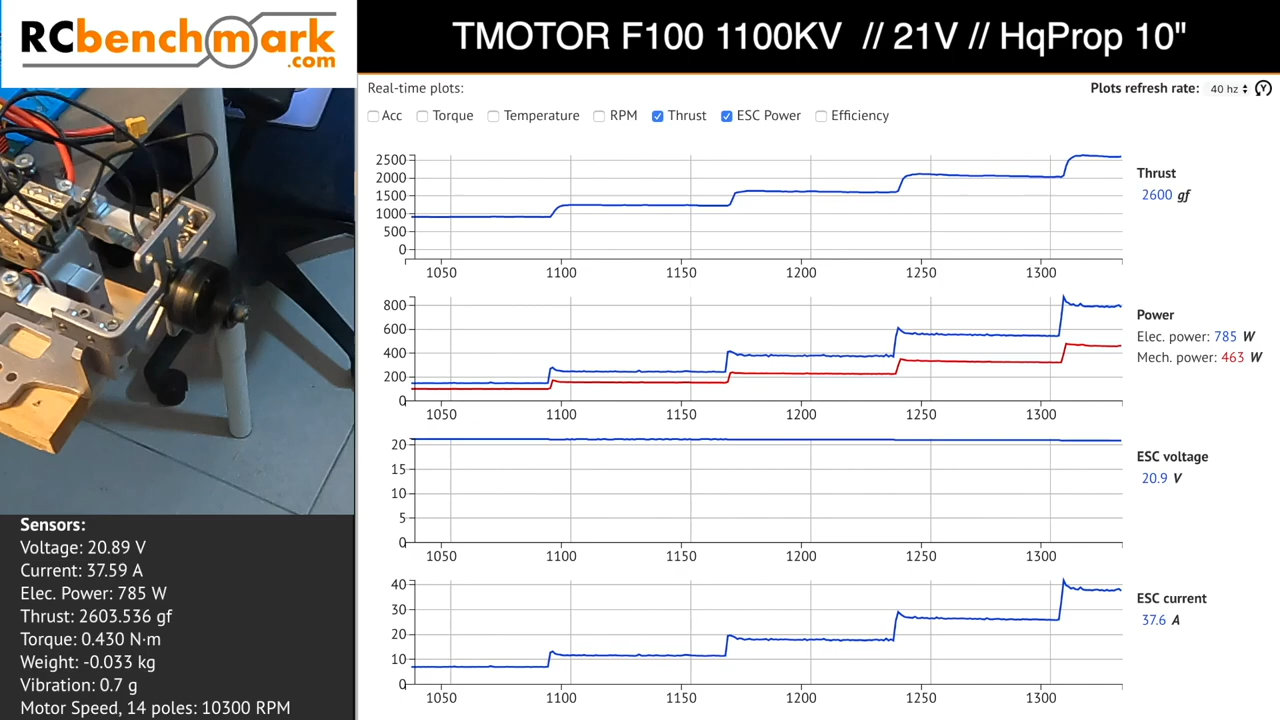 RCbenchmark
.com
TMOTOR F100 1100KV // 21V // HqProp 10"
Real-time plots:
Plots refresh rate: 40 hz
Acc Torque Temperature RPM Thrust ESC Power Efficiency
2500
2000
1500
1000
500
0
1050 1100 1150 1200 1250 1300
Thrust
2600 gf
800
600
400
200
0
1050 1100 1150 1200 1250 1300
Power
Elec. power: 785 W
Mech. power: 463 W
20
15
10
5
0
1050 1100 1150 1200 1250 1300
ESC voltage
20.9 V
40
30
20
10
0
1050 1100 1150 1200 1250 1300
ESC current
37.6 A
Sensors:
Voltage: 20.89 V
Current: 37.59 A
Elec. Power: 785 W
Thrust: 2603.536 gf
Torque: 0.430 N·m
Weight: -0.033 kg
Vibration: 0.7 g
Motor Speed, 14 poles: 10300 RPM